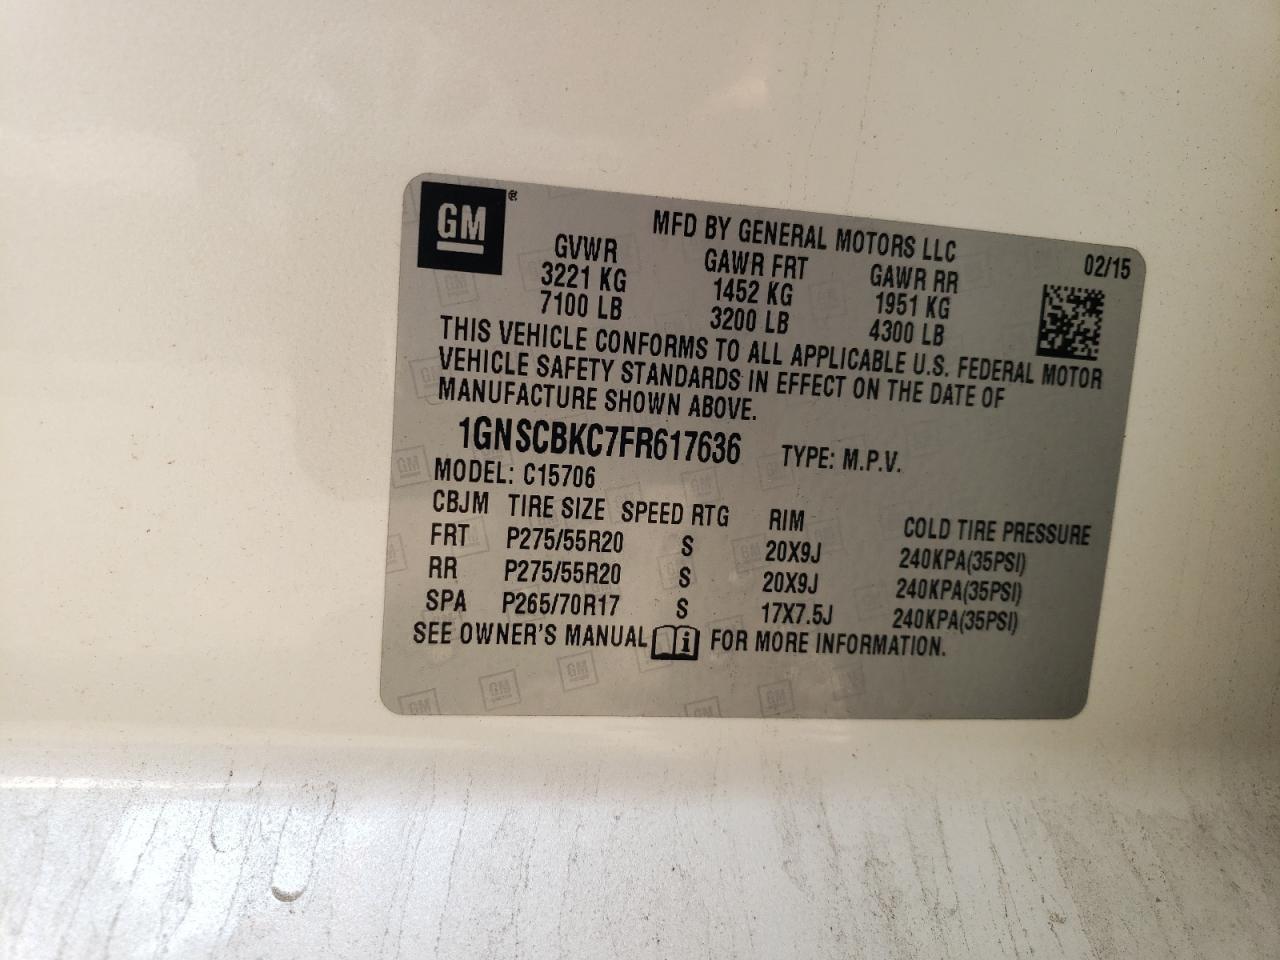 GM ®
MFD BY GENERAL MOTORS LLC
02/15
GVWR GAWR FRT GAWR RR
3221 KG 1452 KG 1951 KG
7100 LB 3200 LB 4300 LB
THIS VEHICLE CONFORMS TO ALL APPLICABLE U.S. FEDERAL MOTOR
VEHICLE SAFETY STANDARDS IN EFFECT ON THE DATE OF
MANUFACTURE SHOWN ABOVE.
1GNSCBKC7FR617636 TYPE: M.P.V.
MODEL: C15706
CBJM TIRE SIZE SPEED RTG RIM COLD TIRE PRESSURE
FRT P275/55R20 S 20X9J 240KPA(35PSI)
RR P275/55R20 S 20X9J 240KPA(35PSI)
SPA P265/70R17 S 17X7.5J 240KPA(35PSI)
SEE OWNER'S MANUAL i FOR MORE INFORMATION.